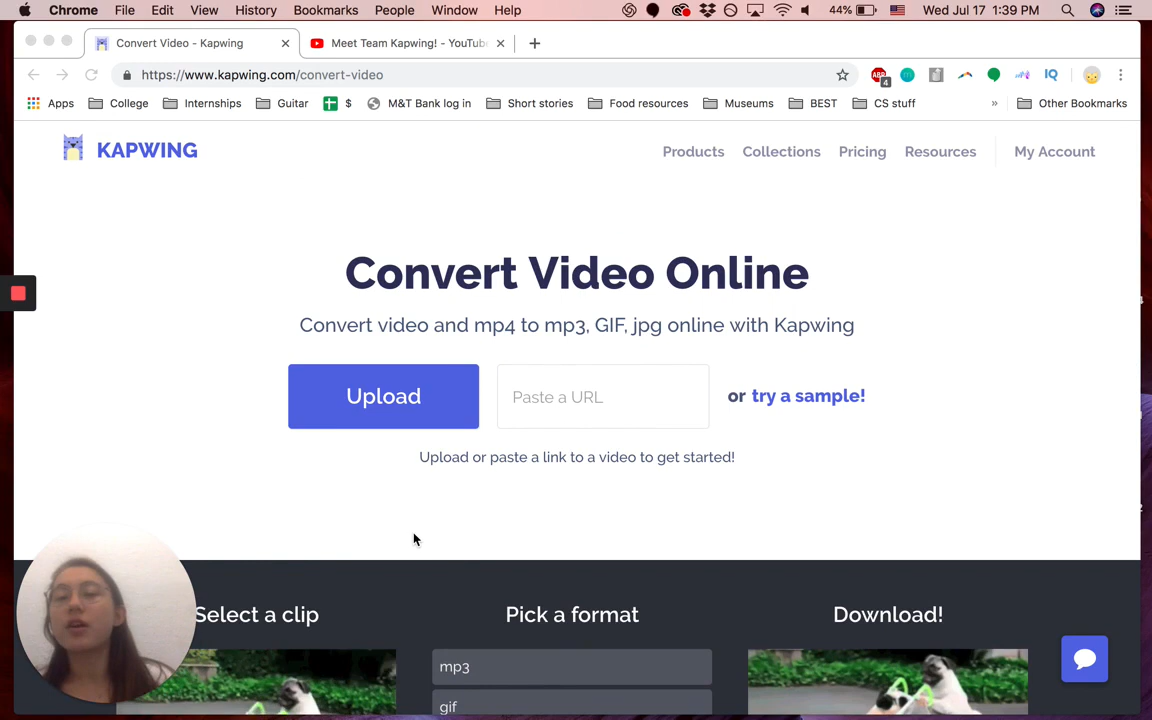 Chrome File Edit View History Bookmarks People Window Help 44% Wed Jul 17 1:39 PM
Convert Video - Kapwing Meet Team Kapwing! - YouTube
https://www.kapwing.com/convert-video ABP 4 IQ
Apps College Internships Guitar $ M&T Bank log in Short stories Food resources Museums BEST CS stuff » Other Bookmarks
KAPWING Products Collections Pricing Resources My Account
Convert Video Online
Convert video and mp4 to mp3, GIF, jpg online with Kapwing
Upload Paste a URL or try a sample!
Upload or paste a link to a video to get started!
Select a clip Pick a format Download!
mp3
gif